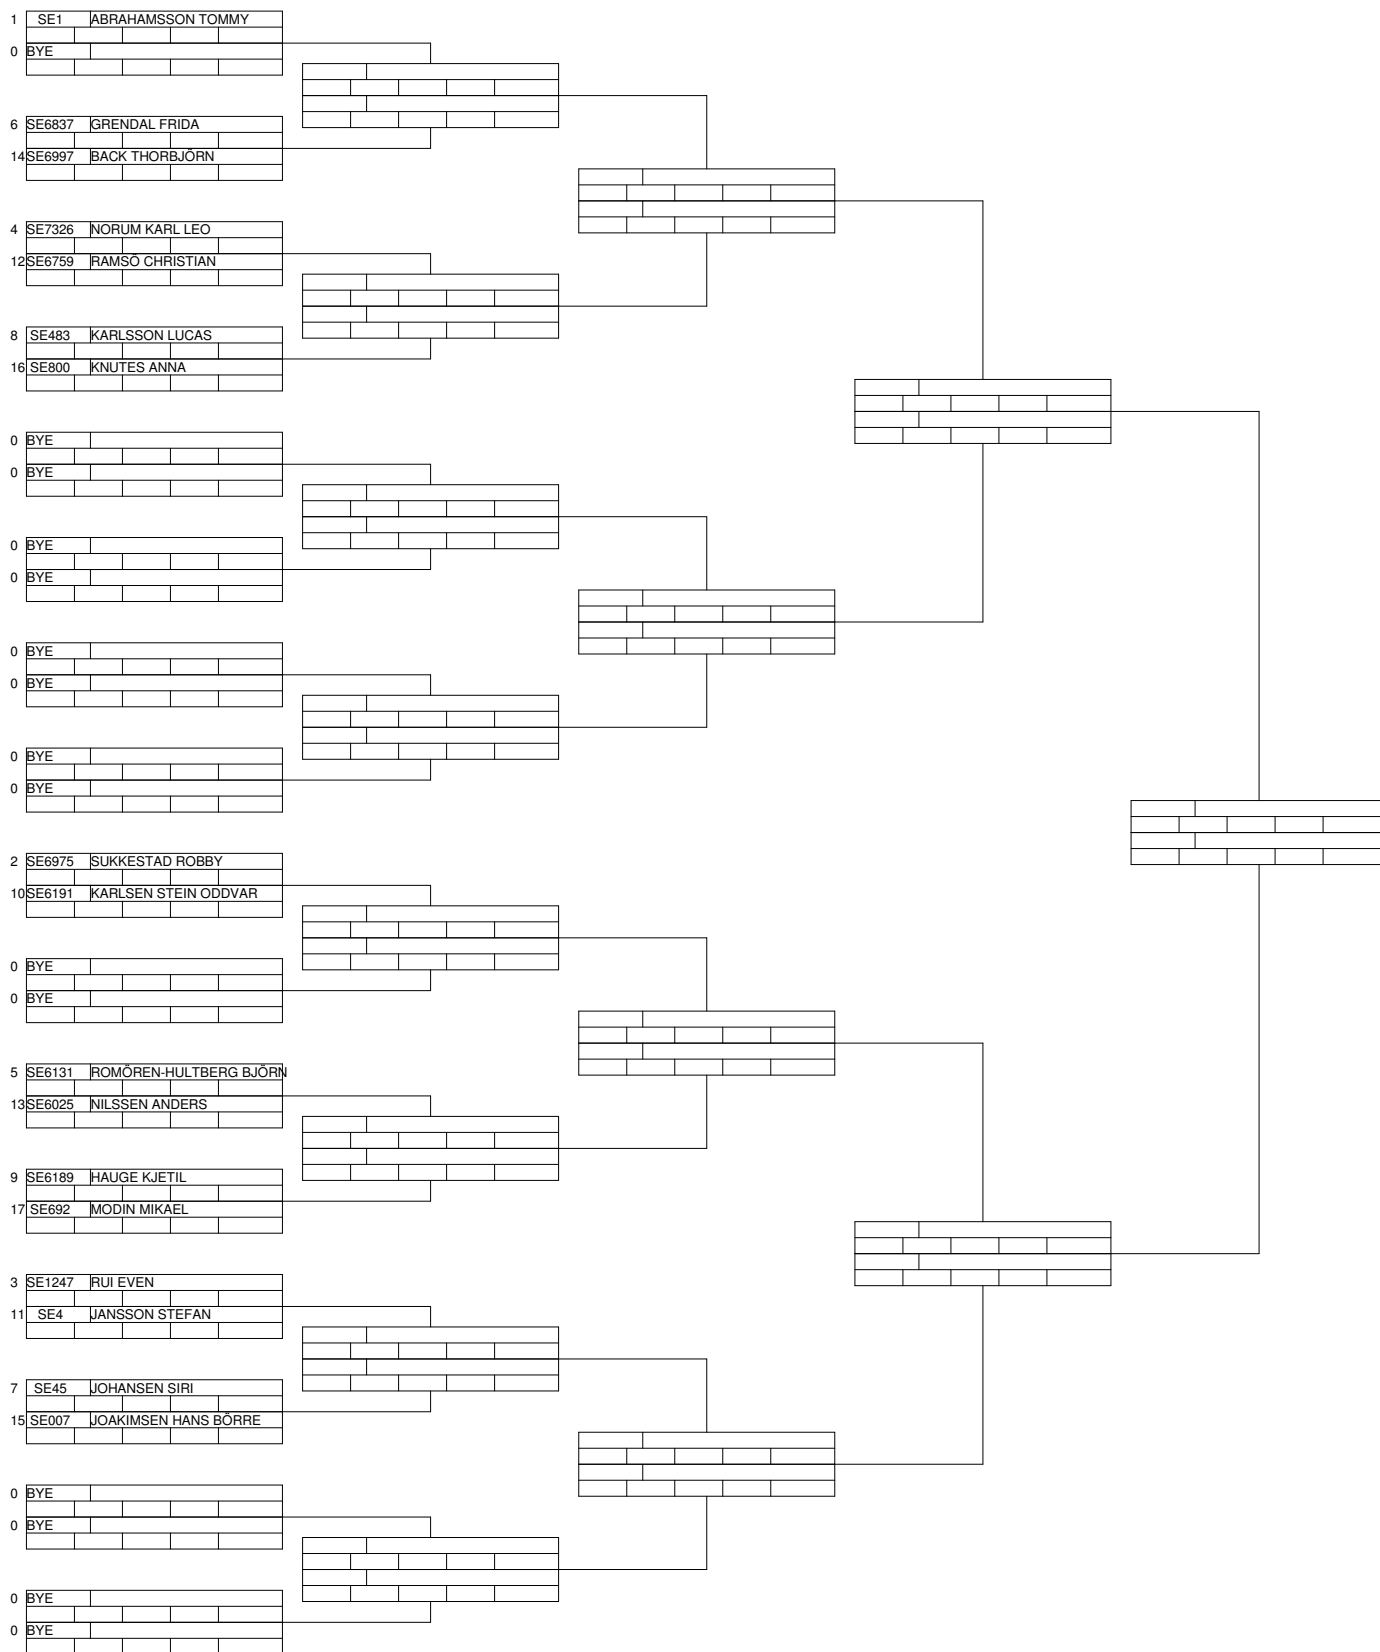 1 SE1 ABRAHAMSSON TOMMY
0 BYE
6 SE6837 GRENDAL FRIDA
14 SE6997 BACK THORBJÖRN
4 SE7326 NORUM KARL LEO
12 SE6759 RAMSÖ CHRISTIAN
8 SE483 KARLSSON LUCAS
16 SE800 KNUTES ANNA
0 BYE
0 BYE
0 BYE
0 BYE
0 BYE
0 BYE
0 BYE
0 BYE
2 SE6975 SUKKESTAD ROBBY
10 SE6191 KARLSEN STEIN ODDVAR
0 BYE
0 BYE
5 SE6131 ROMÖREN-HULTBERG BJÖRN
13 SE6025 NILSSEN ANDERS
9 SE6189 HAUGE KJETIL
17 SE692 MODIN MIKAEL
3 SE1247 RUI EVEN
11 SE4 JANSSON STEFAN
7 SE45 JOHANSEN SIRI
15 SE007 JOAKIMSEN HANS BÖRRE
0 BYE
0 BYE
0 BYE
0 BYE